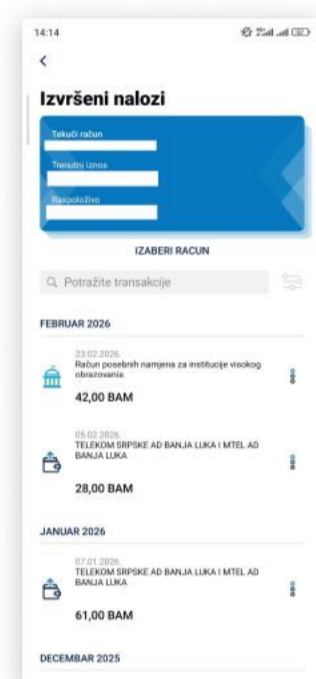 14:14
Izvršeni nalozi
Tekući račun
Trenutni iznos
Raspoloživo
IZABERI RACUN
Potražite transakcije
FEBRUAR 2026
23.02.2026.
Račun posebnih namjena za institucije visokog
obrazovania
42,00 BAM
05.02.2026.
TELEKOM SRPSKE AD BANJA LUKA I MTEL AD
BANJA LUKA
28,00 BAM
JANUAR 2026
07.01.2026.
TELEKOM SRPSKE AD BANJA LUKA I MTEL AD
BANJA LUKA
61,00 BAM
DECEMBAR 2025